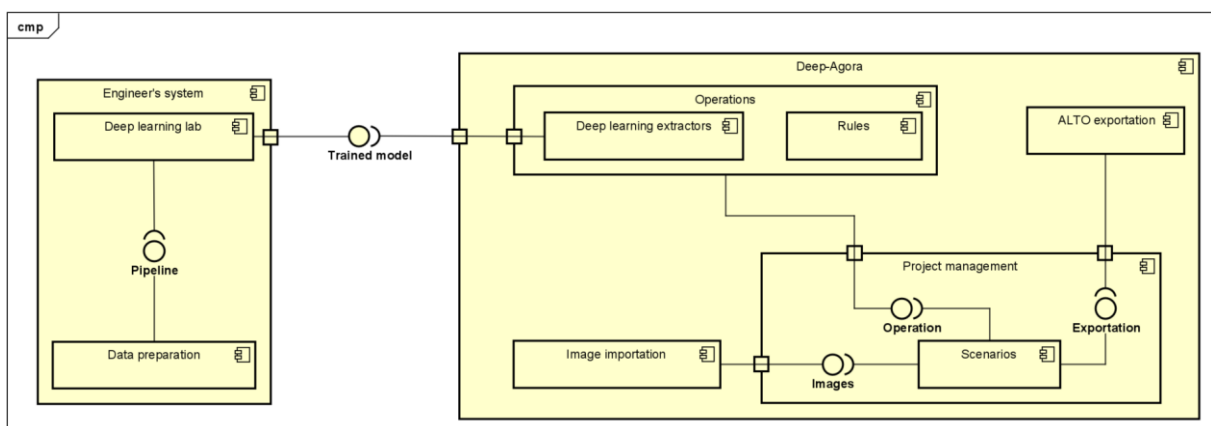 cmp
Deep-Agora
Engineer's system
Operations
Deep learning lab
Deep learning extractors
Rules
ALTO exportation
Trained model
Pipeline
Project management
Operation
Exportation
Data preparation
Image importation
Scenarios
Images